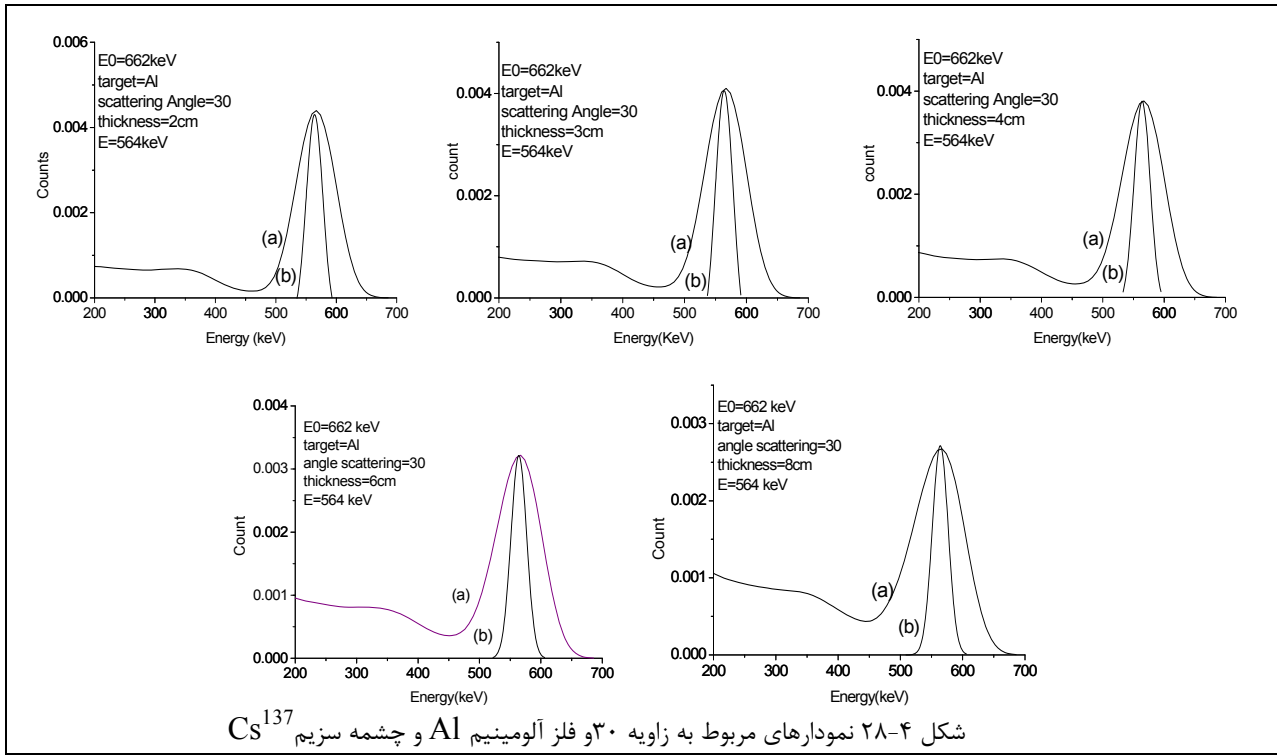 0.006
0.004
0.002
0.000
Counts
E0=662keV
target=Al
scattering Angle=30
thickness=2cm
E=564keV
(a)
(b)
200 300 400 500 600 700
Energy (keV)
0.004
0.002
0.000
count
E0=662keV
target=Al
scattering Angle=30
thickness=3cm
E=564keV
(a)
(b)
200 300 400 500 600 700
Energy(KeV)
0.004
0.002
0.000
count
E0=662keV
target=Al
scattering Angle=30
thickness=4cm
E=564keV
(a)
(b)
200 300 400 500 600 700
Energy(keV)
0.004
0.003
0.002
0.001
0.000
Count
E0=662 keV
target=Al
angle scattering=30
thickness=6cm
E=564 keV
(a)
(b)
200 300 400 500 600 700
Energy(keV)
0.003
0.002
0.001
0.000
Count
E0=662 keV
target=Al
angle scattering=30
thickness=8cm
E=564 keV
(a)
(b)
200 300 400 500 600 700
Energy(keV)
شکل ۴-۲۸ نمودارهای مربوط به زاویه ۳۰و فلز آلومینیم Al و چشمه سزیم Cs137